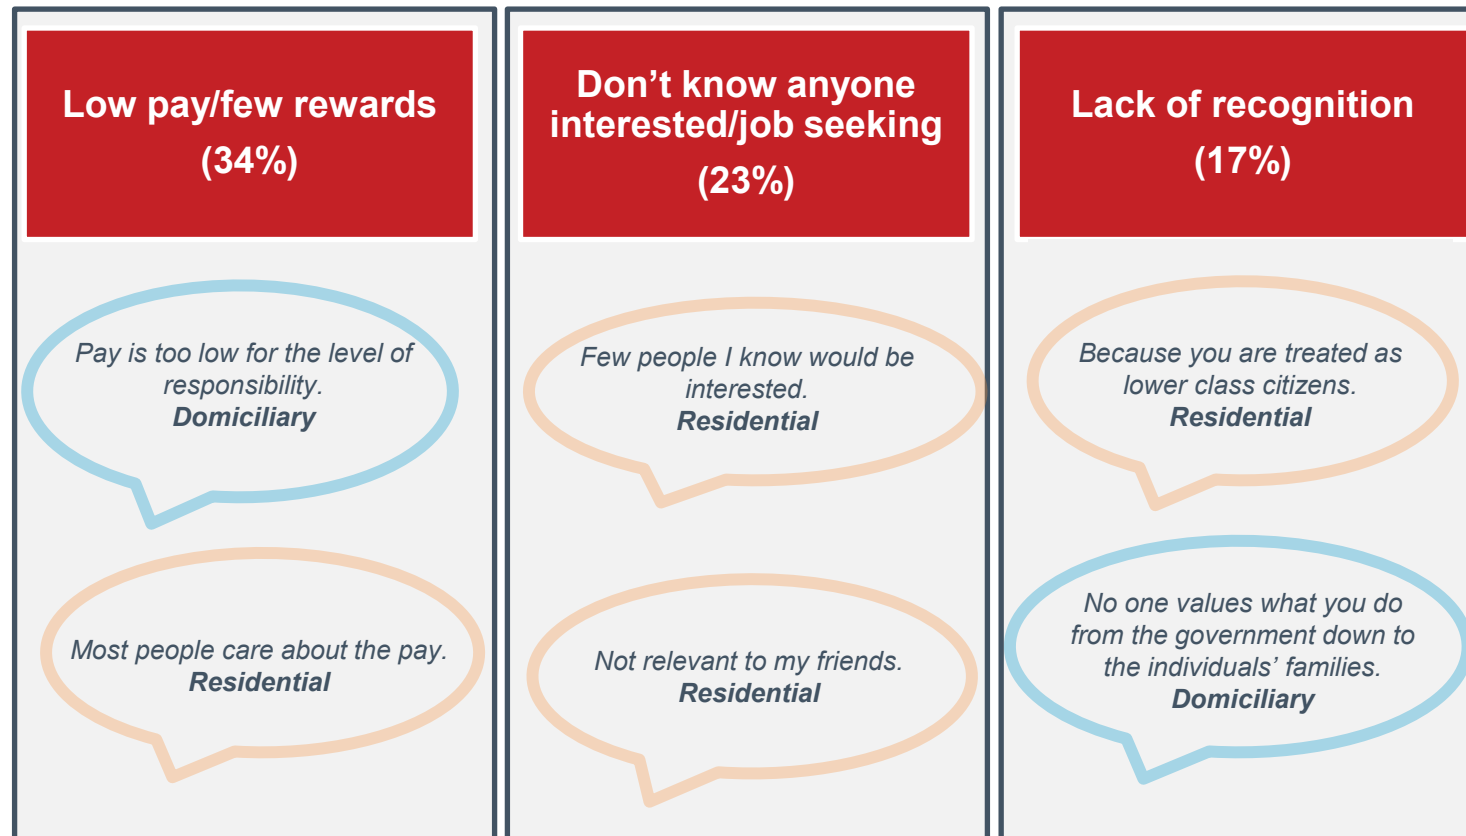 Low pay/few rewards
(34%)
Pay is too low for the level of
responsibility.
Domiciliary
Most people care about the pay.
Residential
Don’t know anyone
interested/job seeking
(23%)
Few people I know would be
interested.
Residential
Not relevant to my friends.
Residential
Lack of recognition
(17%)
Because you are treated as
lower class citizens.
Residential
No one values what you do
from the government down to
the individuals’ families.
Domiciliary